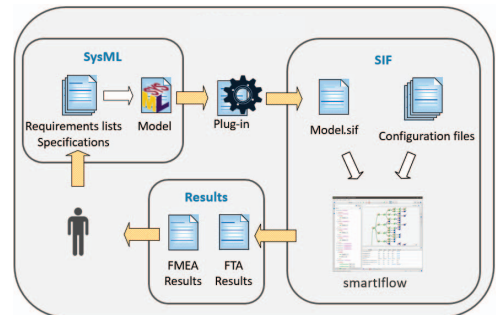 SysML
SIF
Requirements lists
Specifications
Model
Plug-in
Model.sif
Configuration files
Results
FMEA
Results
FTA
Results
smartIflow